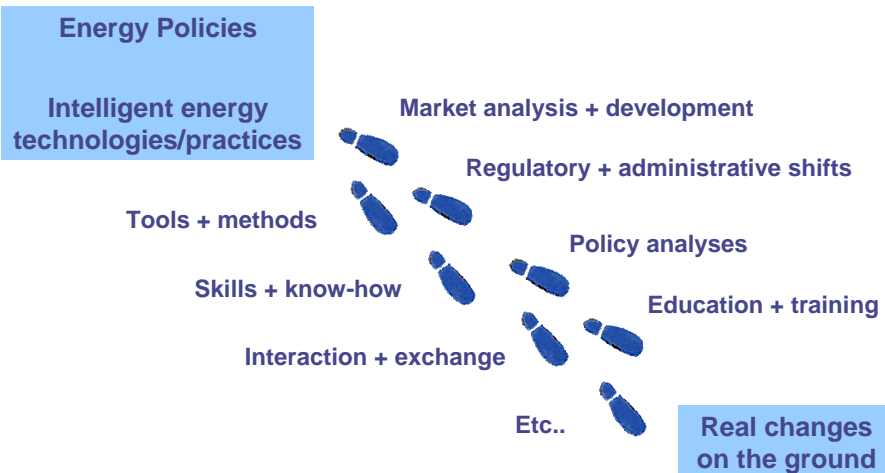 Energy Policies
Intelligent energy
technologies/practices
Market analysis + development
Regulatory + administrative shifts
Tools + methods
Policy analyses
Skills + know-how
Education + training
Interaction + exchange
Etc..
Real changes
on the ground